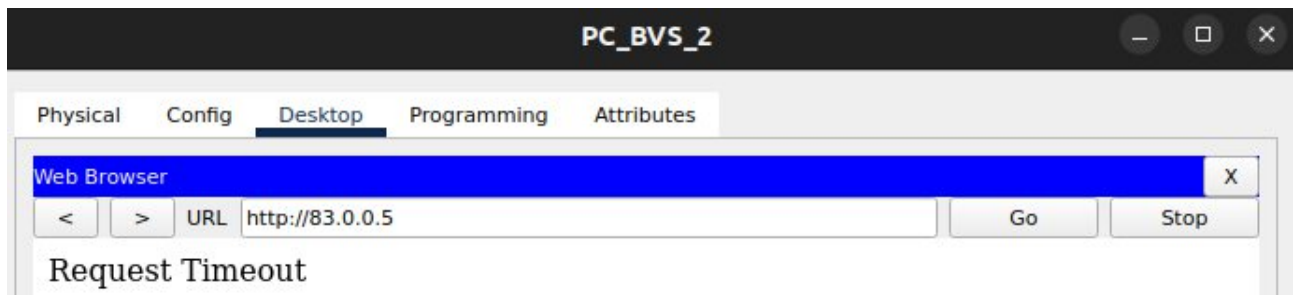 PC_BVS_2
Physical Config Desktop Programming Attributes
Web Browser X
< > URL http://83.0.0.5 Go Stop
Request Timeout